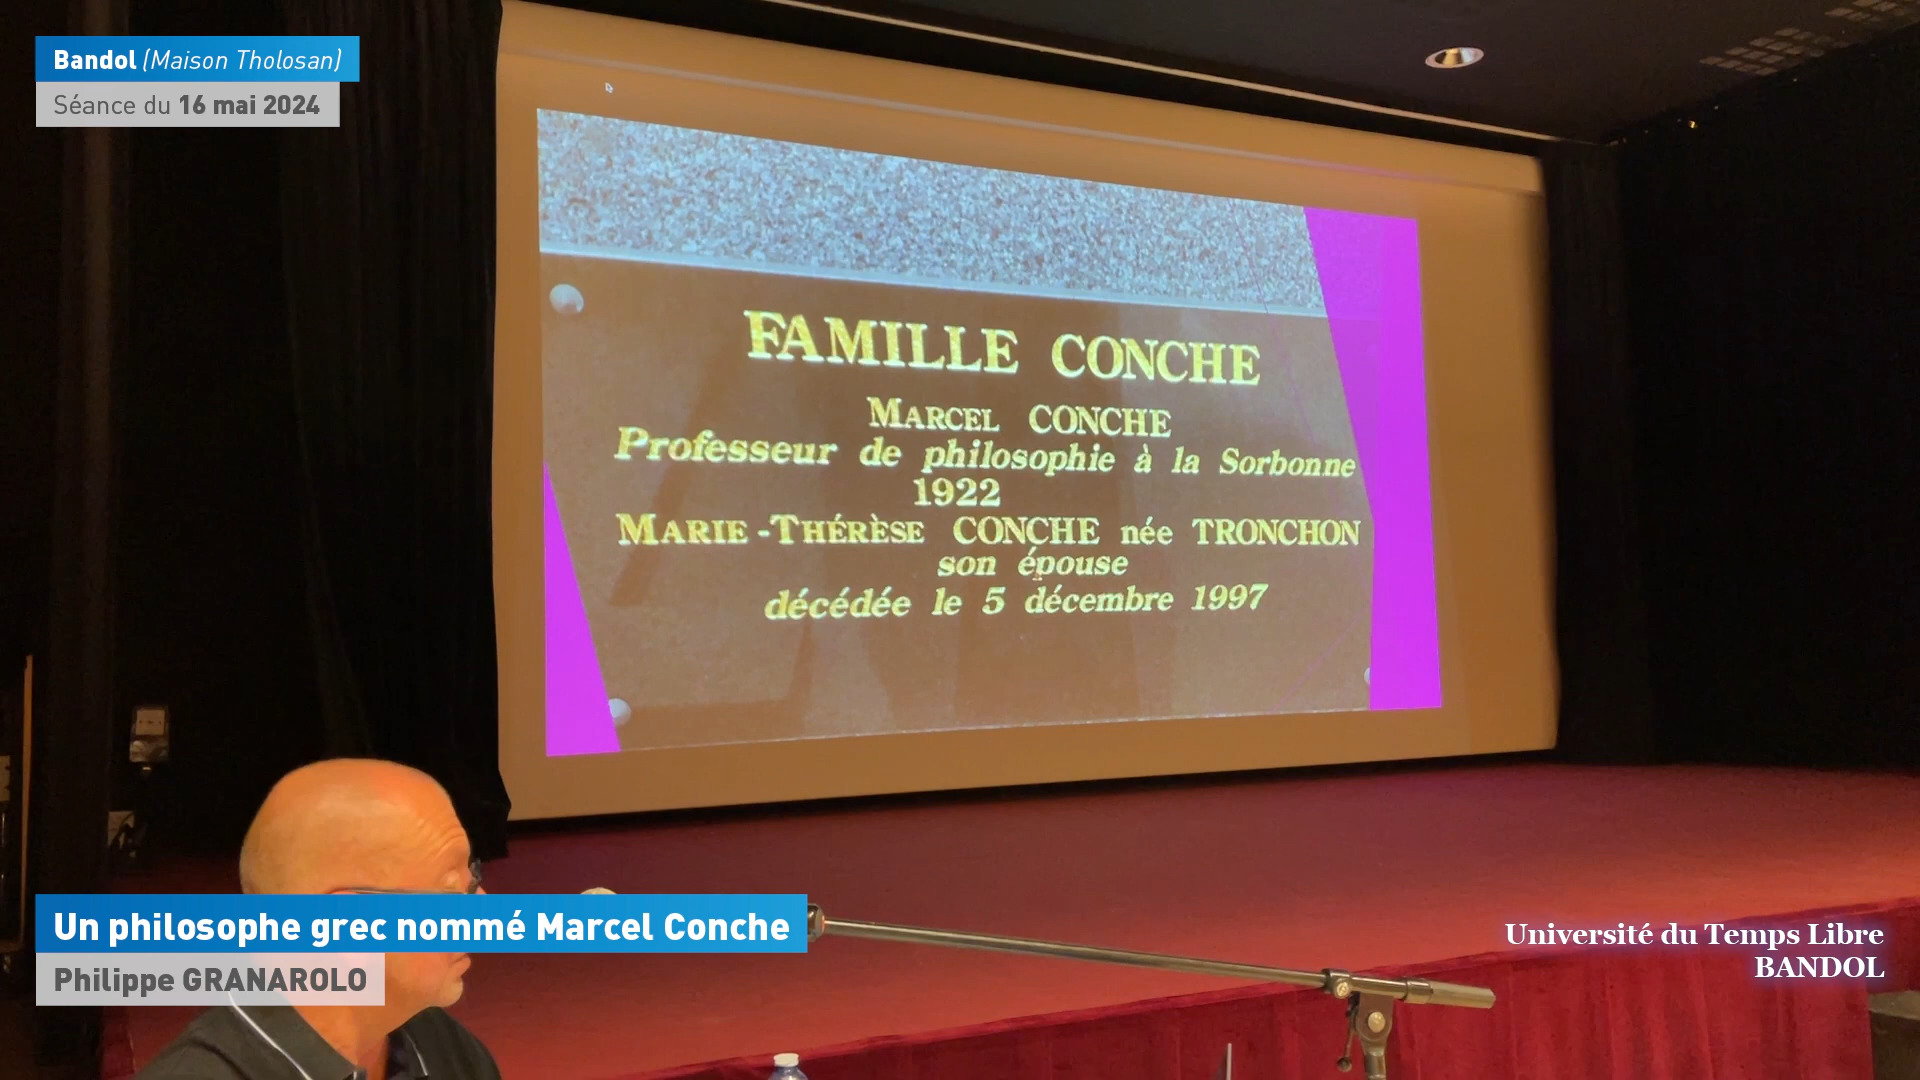 Bandol (Maison Tholosan)
Séance du 16 mai 2024
FAMILLE CONCHE
MARCEL CONCHE
Professeur de philosophie à la Sorbonne
1922
MARIE-THÉRÈSE CONCHE née TRONCHON
son épouse
décédée le 5 décembre 1997
Un philosophe grec nommé Marcel Conche
Philippe GRANAROLO
Université du Temps Libre
BANDOL